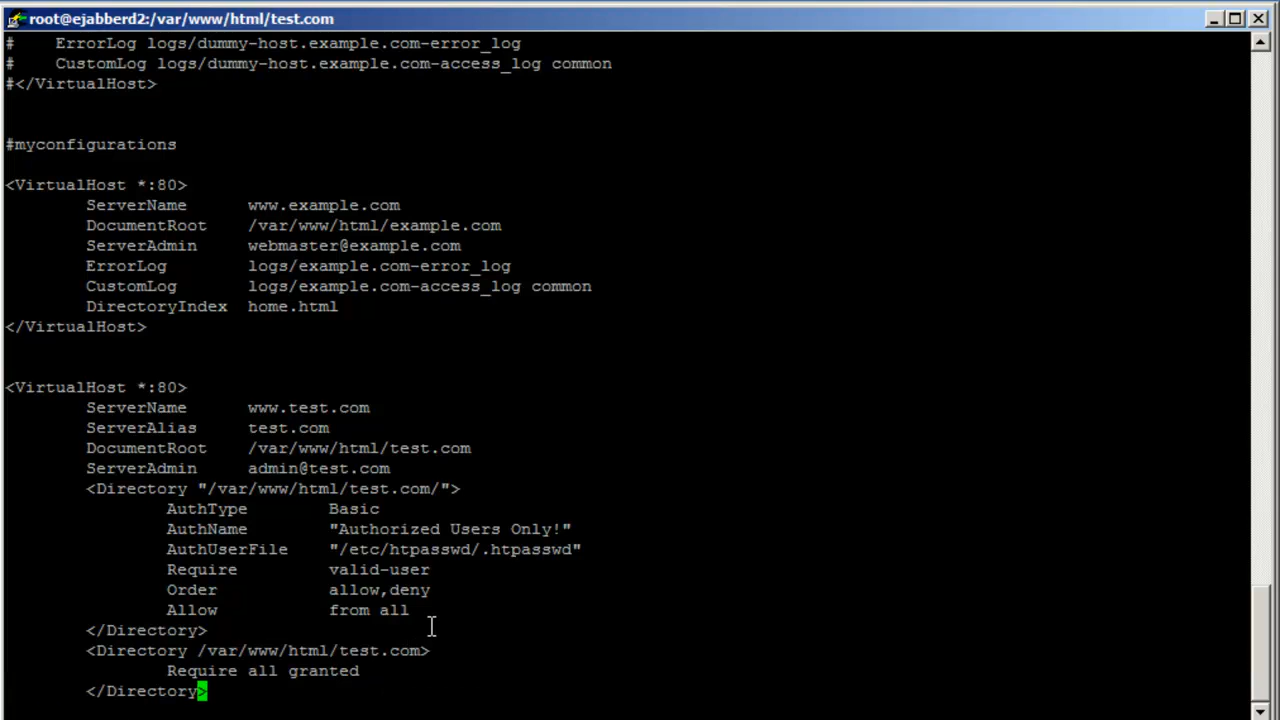 root@ejabberd2:/var/www/html/test.com
#    ErrorLog logs/dummy-host.example.com-error_log
#    CustomLog logs/dummy-host.example.com-access_log common
#</VirtualHost>
#myconfigurations
<VirtualHost *:80>
        ServerName      www.example.com
        DocumentRoot    /var/www/html/example.com
        ServerAdmin     webmaster@example.com
        ErrorLog        logs/example.com-error_log
        CustomLog       logs/example.com-access_log common
        DirectoryIndex  home.html
</VirtualHost>
<VirtualHost *:80>
        ServerName      www.test.com
        ServerAlias     test.com
        DocumentRoot    /var/www/html/test.com
        ServerAdmin     admin@test.com
        <Directory "/var/www/html/test.com/">
                AuthType        Basic
                AuthName        "Authorized Users Only!"
                AuthUserFile    "/etc/htpasswd/.htpasswd"
                Require         valid-user
                Order           allow,deny
                Allow           from all
        </Directory>
        <Directory /var/www/html/test.com>
                Require all granted
        </Directory>